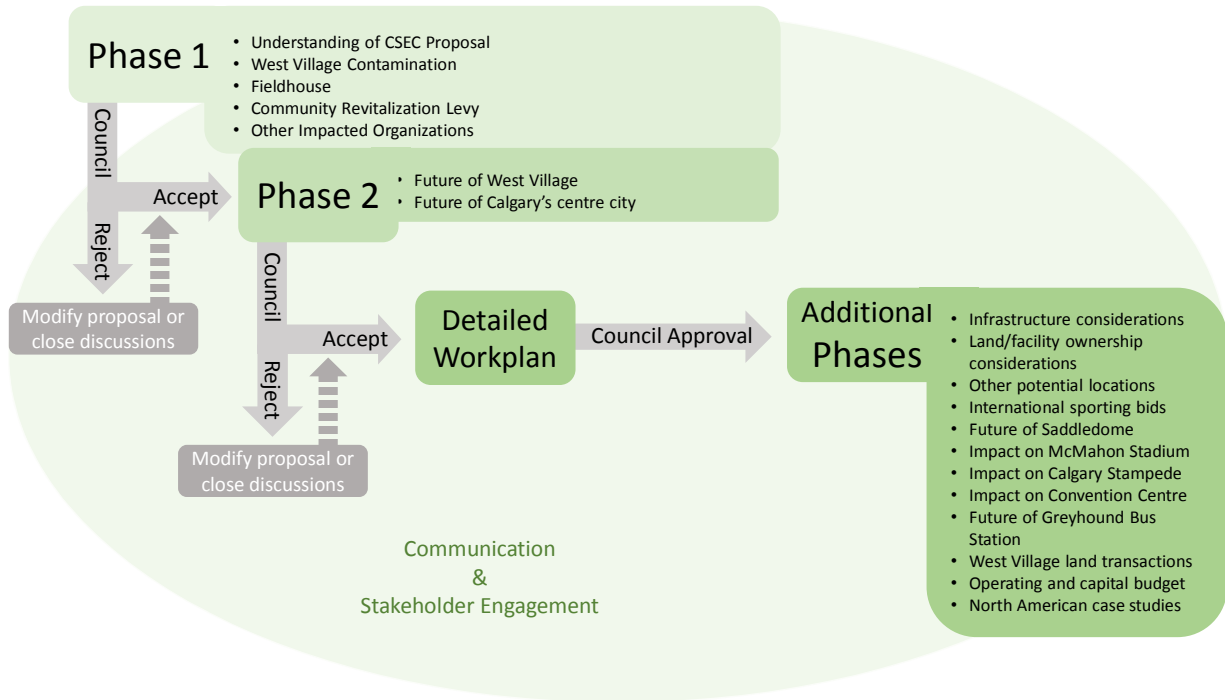 Phase 1
• Understanding of CSEC Proposal
• West Village Contamination
• Fieldhouse
• Community Revitalization Levy
• Other Impacted Organizations
Council
Accept
Reject
Modify proposal or
close discussions
Phase 2
• Future of West Village
• Future of Calgary's centre city
Council
Accept
Reject
Modify proposal or
close discussions
Detailed
Workplan
Council Approval
Additional
Phases
• Infrastructure considerations
• Land/facility ownership
considerations
• Other potential locations
• International sporting bids
• Future of Saddledome
• Impact on McMahon Stadium
• Impact on Calgary Stampede
• Impact on Convention Centre
• Future of Greyhound Bus
Station
• West Village land transactions
• Operating and capital budget
• North American case studies
Communication
&
Stakeholder Engagement